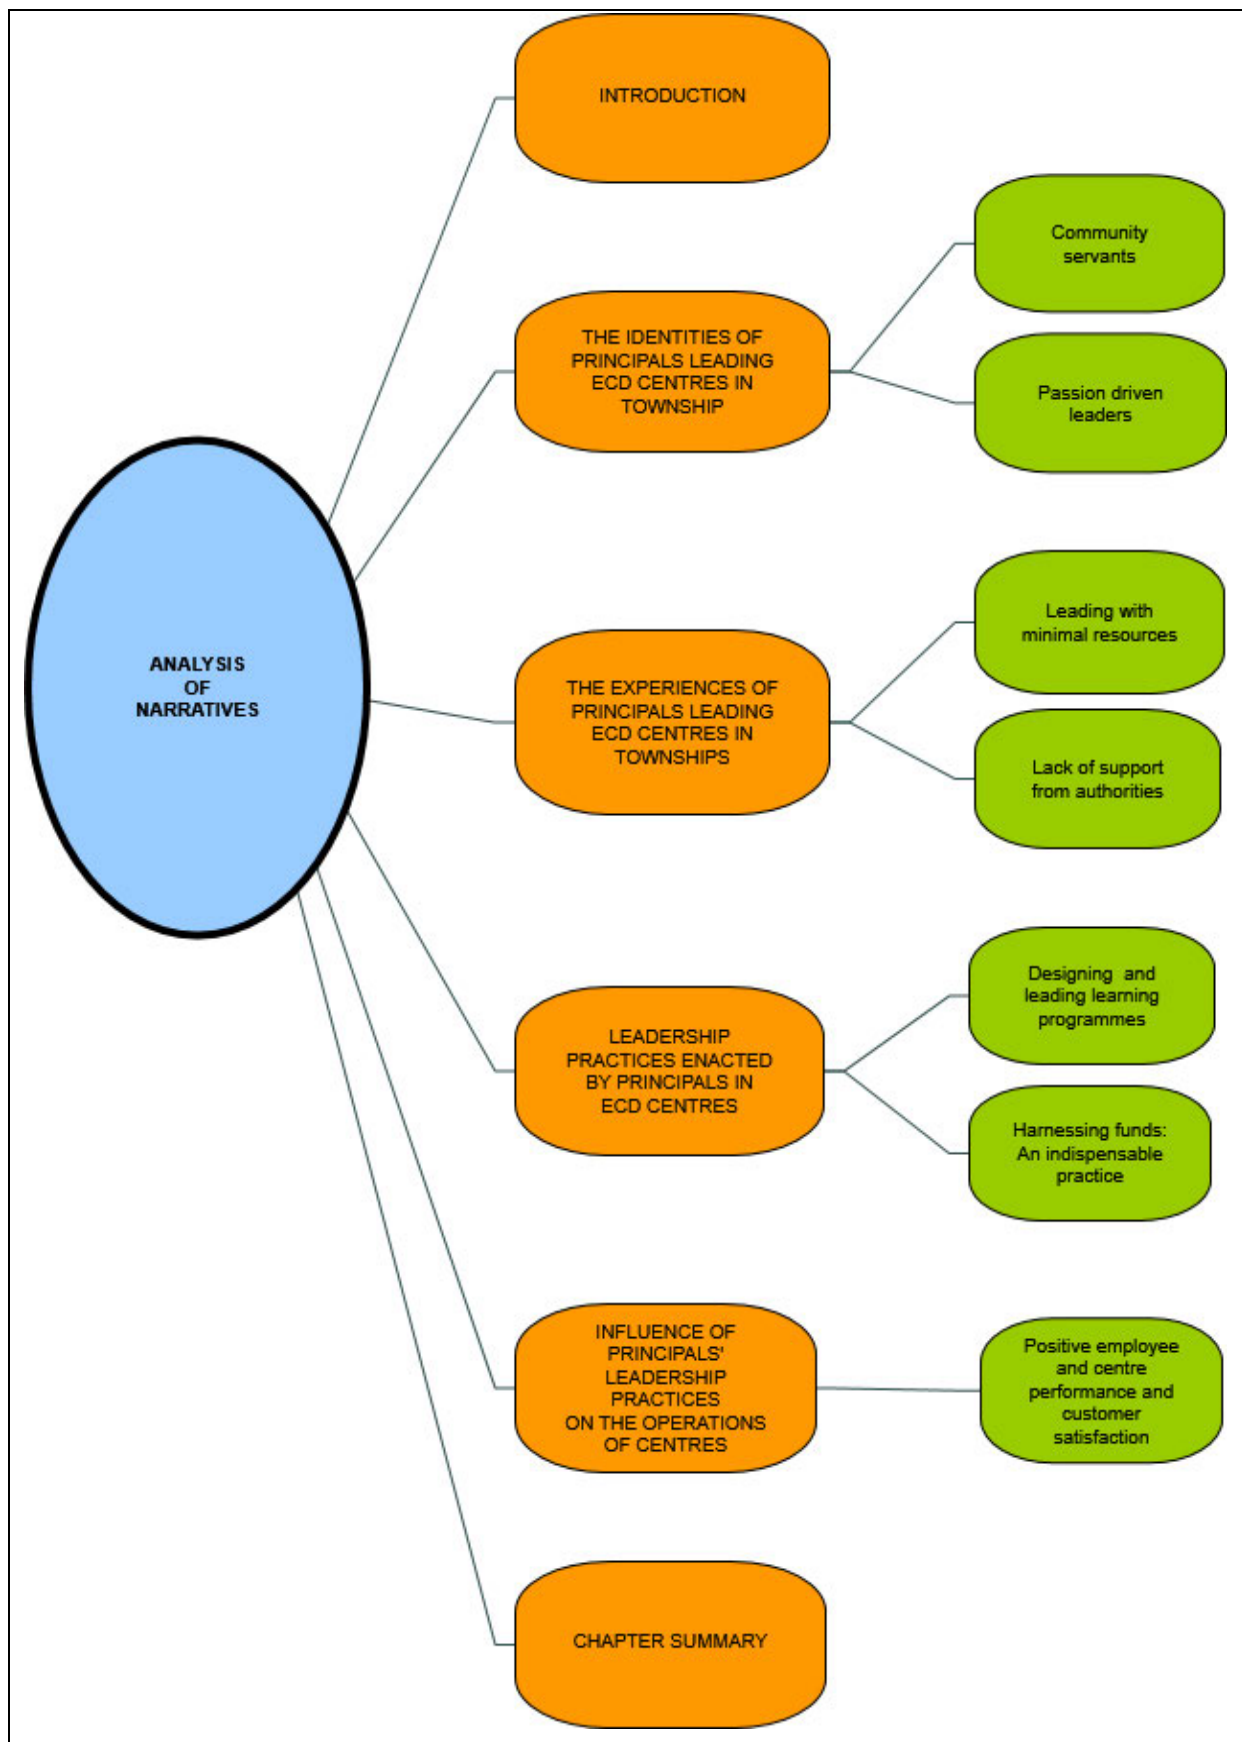 INTRODUCTION
Community
servants
THE IDENTITIES OF
PRINCIPALS LEADING
ECD CENTRES IN
TOWNSHIP
Passion driven
leaders
ANALYSIS
OF
NARRATIVES
Leading with
minimal resources
THE EXPERIENCES OF
PRINCIPALS LEADING
ECD CENTRES IN
TOWNSHIPS
Lack of support
from authorities
Designing and
leading learning
programmes
LEADERSHIP
PRACTICES ENACTED
BY PRINCIPALS IN
ECD CENTRES
Harnessing funds:
An indispensable
practice
INFLUENCE OF
PRINCIPALS'
LEADERSHIP
PRACTICES
ON THE OPERATIONS
OF CENTRES
Positive employee
and centre
performance and
customer
satisfaction
CHAPTER SUMMARY